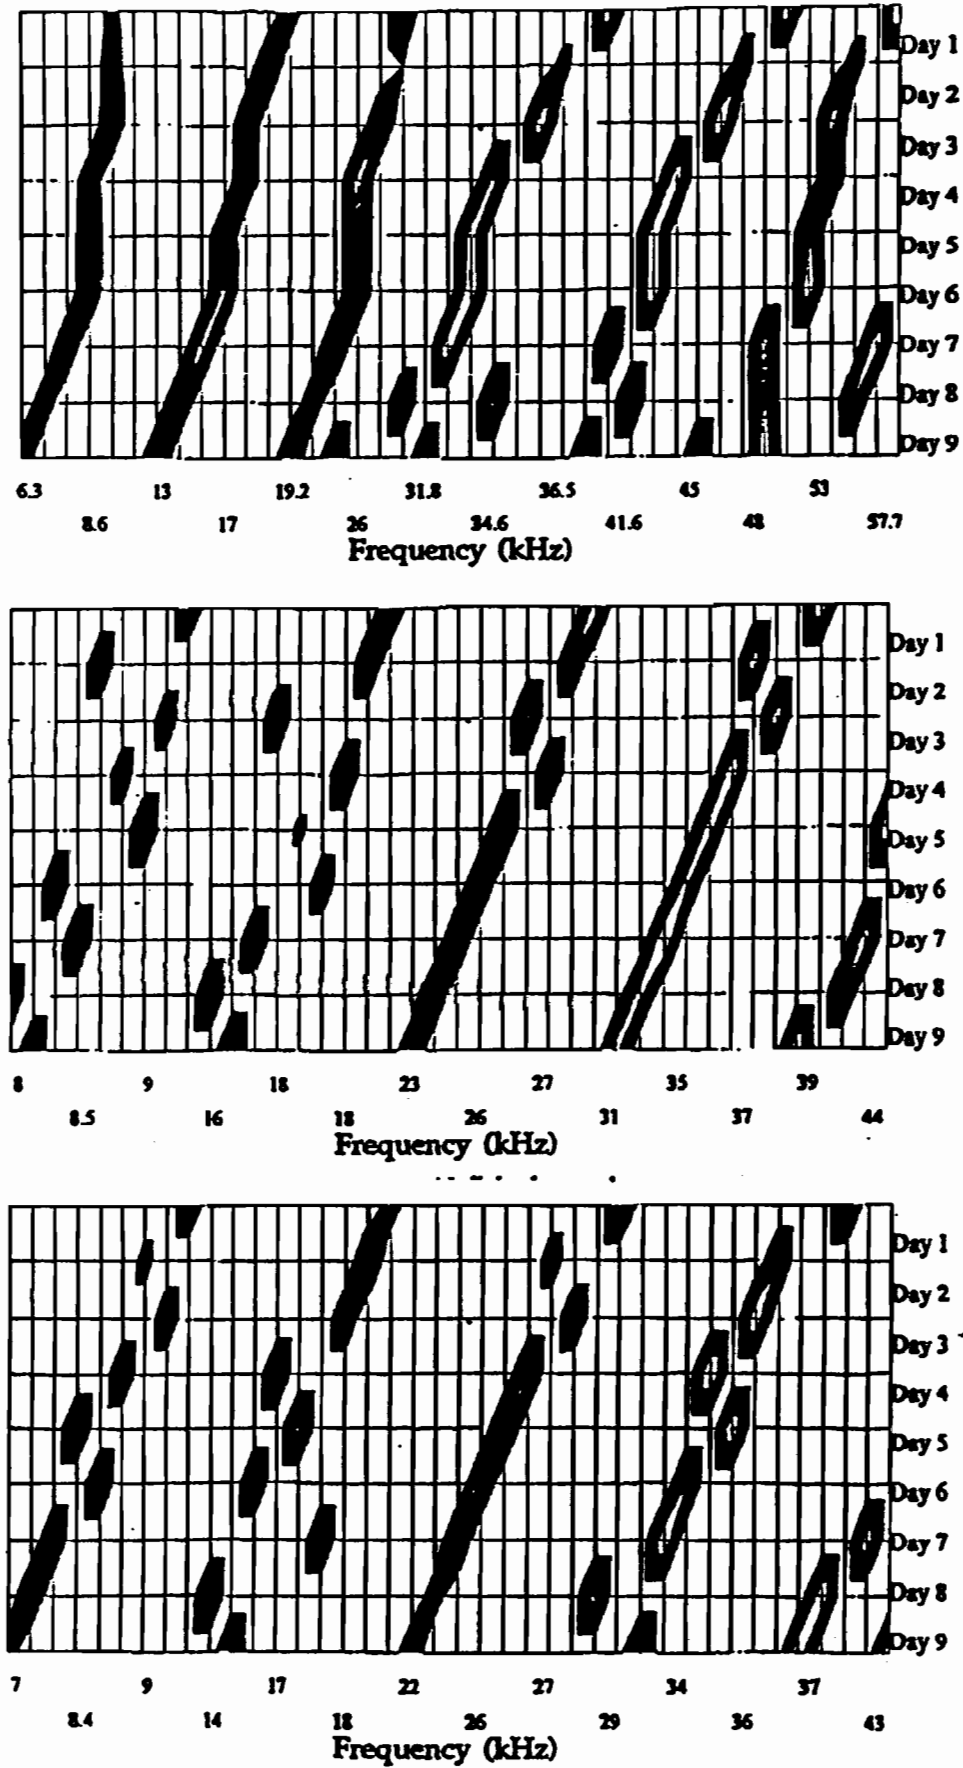 Day 1
Day 2
Day 3
Day 4
Day 5
Day 6
Day 7
Day 8
Day 9
6.3 13 19.2 31.8 36.5 45 53
8.6 17 26 34.6 41.6 48 57.7
Frequency (kHz)
Day 1
Day 2
Day 3
Day 4
Day 5
Day 6
Day 7
Day 8
Day 9
8 9 18 23 27 35 39
8.5 16 18 26 31 37 44
Frequency (kHz)
Day 1
Day 2
Day 3
Day 4
Day 5
Day 6
Day 7
Day 8
Day 9
7 9 17 22 27 34 37
8.4 14 18 26 29 36 43
Frequency (kHz)